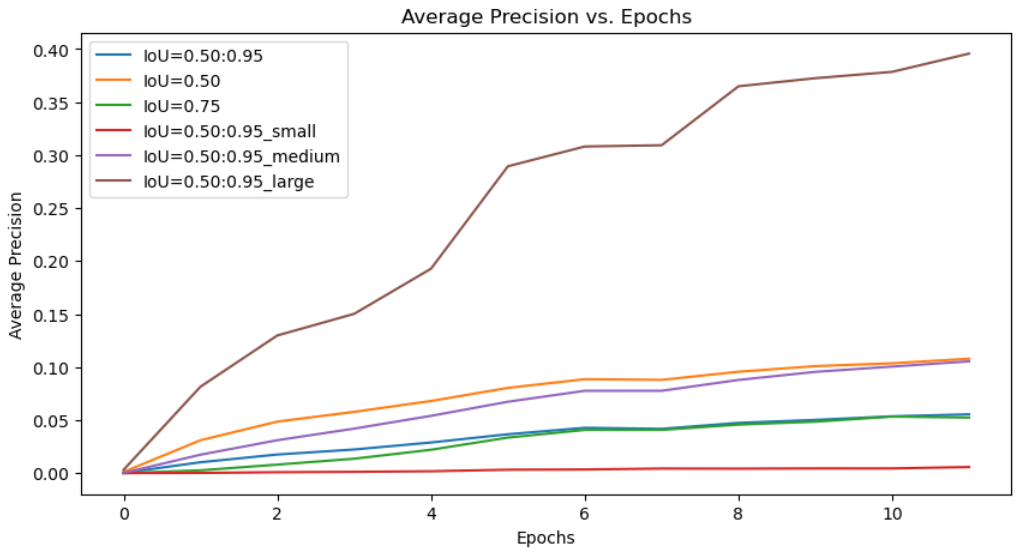 Average Precision vs. Epochs
IoU=0.50:0.95
IoU=0.50
IoU=0.75
IoU=0.50:0.95_small
IoU=0.50:0.95_medium
IoU=0.50:0.95_large
Average Precision
0.40
0.35
0.30
0.25
0.20
0.15
0.10
0.05
0.00
0 2 4 6 8 10
Epochs